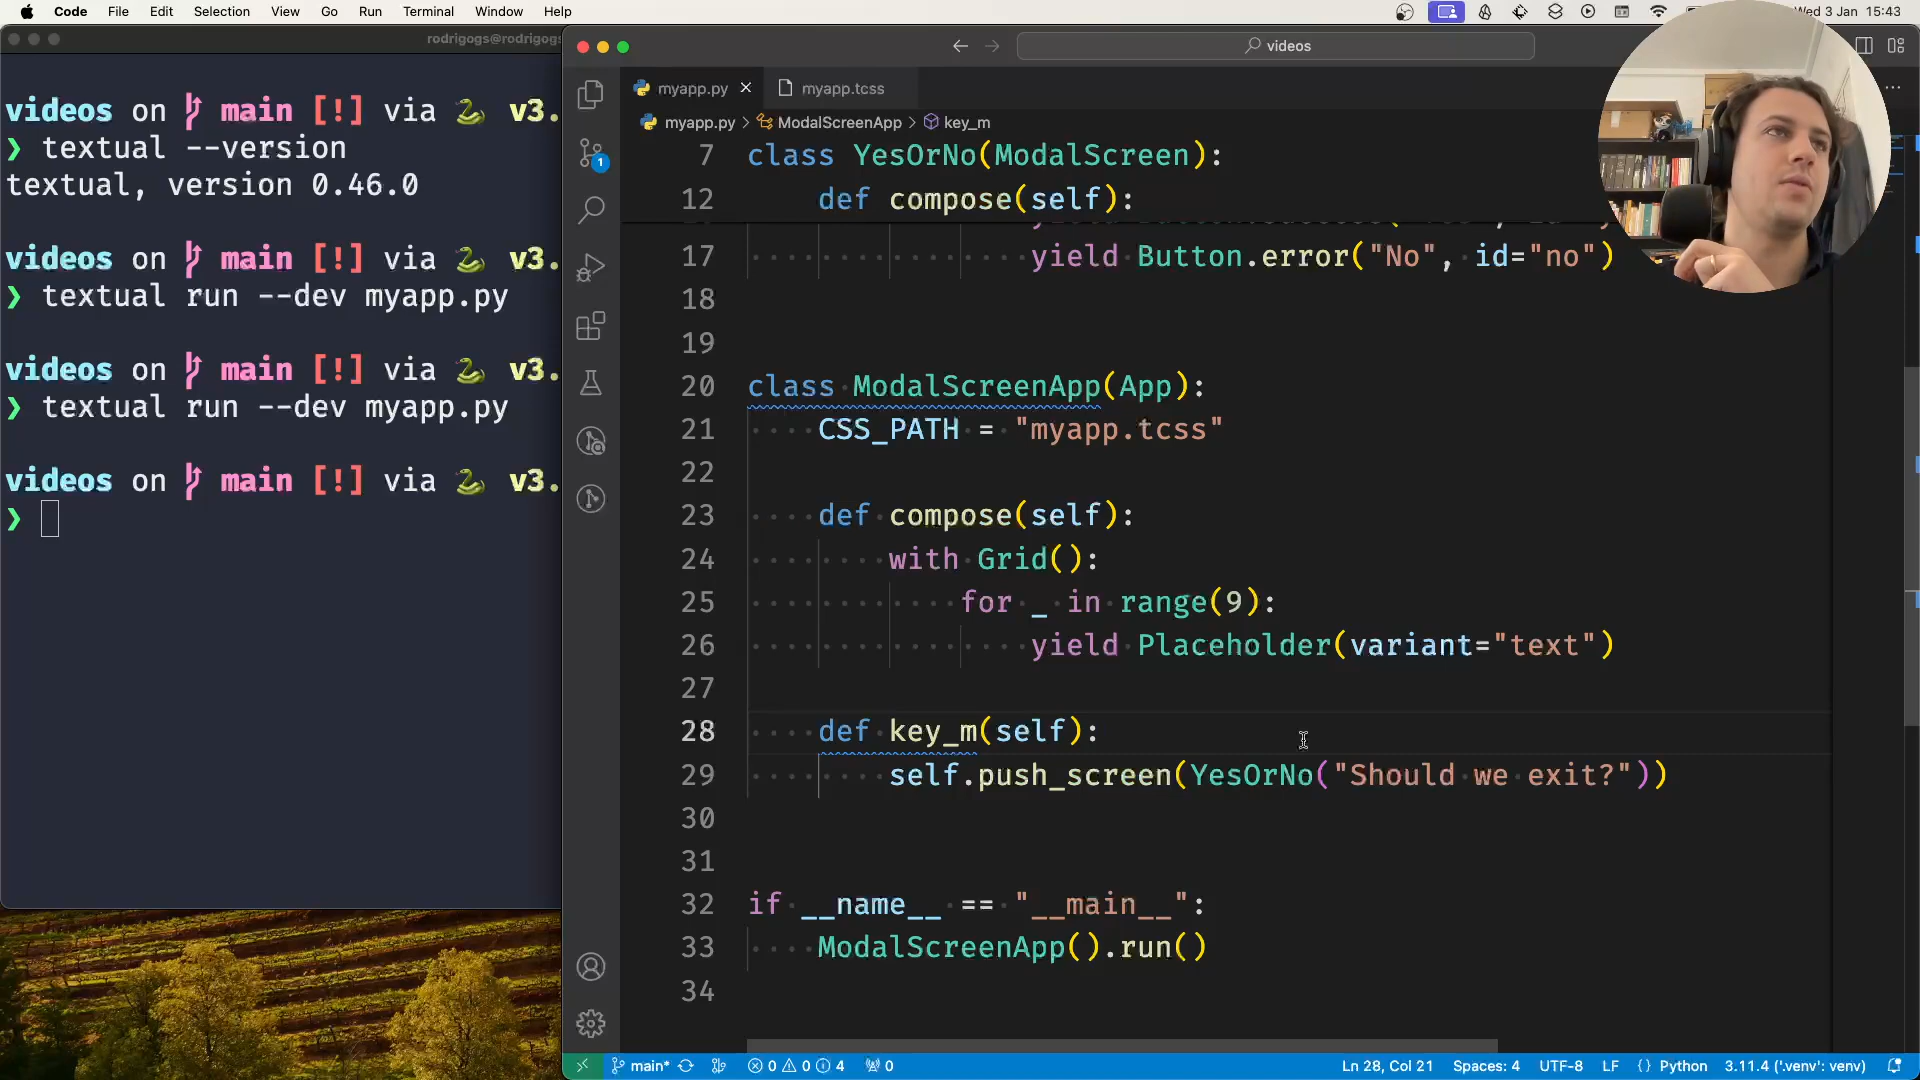 Code File Edit Selection View Go Run Terminal Window Help
Wed 3 Jan 15:43
rodrigogs@rodrigogs
videos on main [!] via v3.
❯ textual --version
textual, version 0.46.0
videos on main [!] via v3.
❯ textual run --dev myapp.py
videos on main [!] via v3.
❯ textual run --dev myapp.py
videos on main [!] via v3.
❯
videos
myapp.py
myapp.tcss
myapp.py > ModalScreenApp > key_m
1
7 class YesOrNo(ModalScreen):
12 def compose(self):
17 yield Button.error("No", id="no")
18
19
20 class ModalScreenApp(App):
21 CSS_PATH = "myapp.tcss"
22
23 def compose(self):
24 with Grid():
25 for _ in range(9):
26 yield Placeholder(variant="text")
27
28 def key_m(self):
29 self.push_screen(YesOrNo("Should we exit?"))
30
31
32 if __name__ == "__main__":
33 ModalScreenApp().run()
34
main* 0 0 4 0 Ln 28, Col 21 Spaces: 4 UTF-8 LF {} Python 3.11.4 ('.venv': venv)